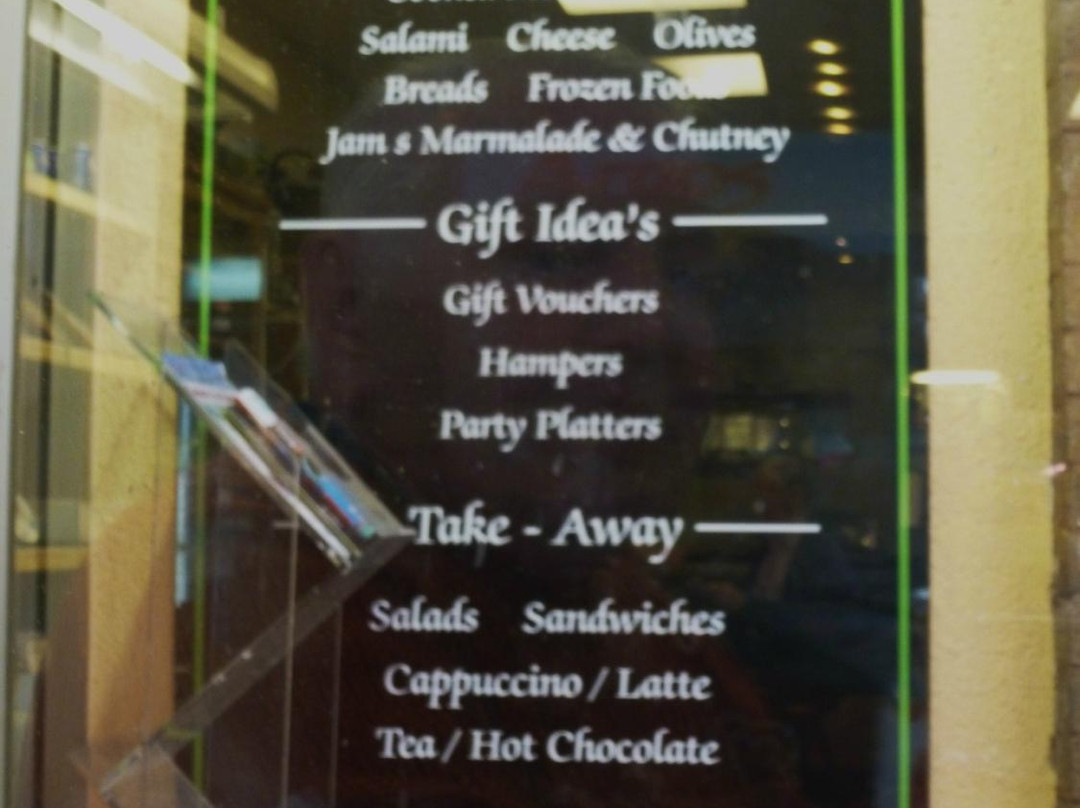 Salami Cheese Olives
Breads Frozen
Jam s Marmalade & Chutney
Gift Idea's
Gift Vouchers
Hampers
Party Platters
Take - Away
Salads Sandwiches
Cappuccino / Latte
Tea / Hot Chocolate